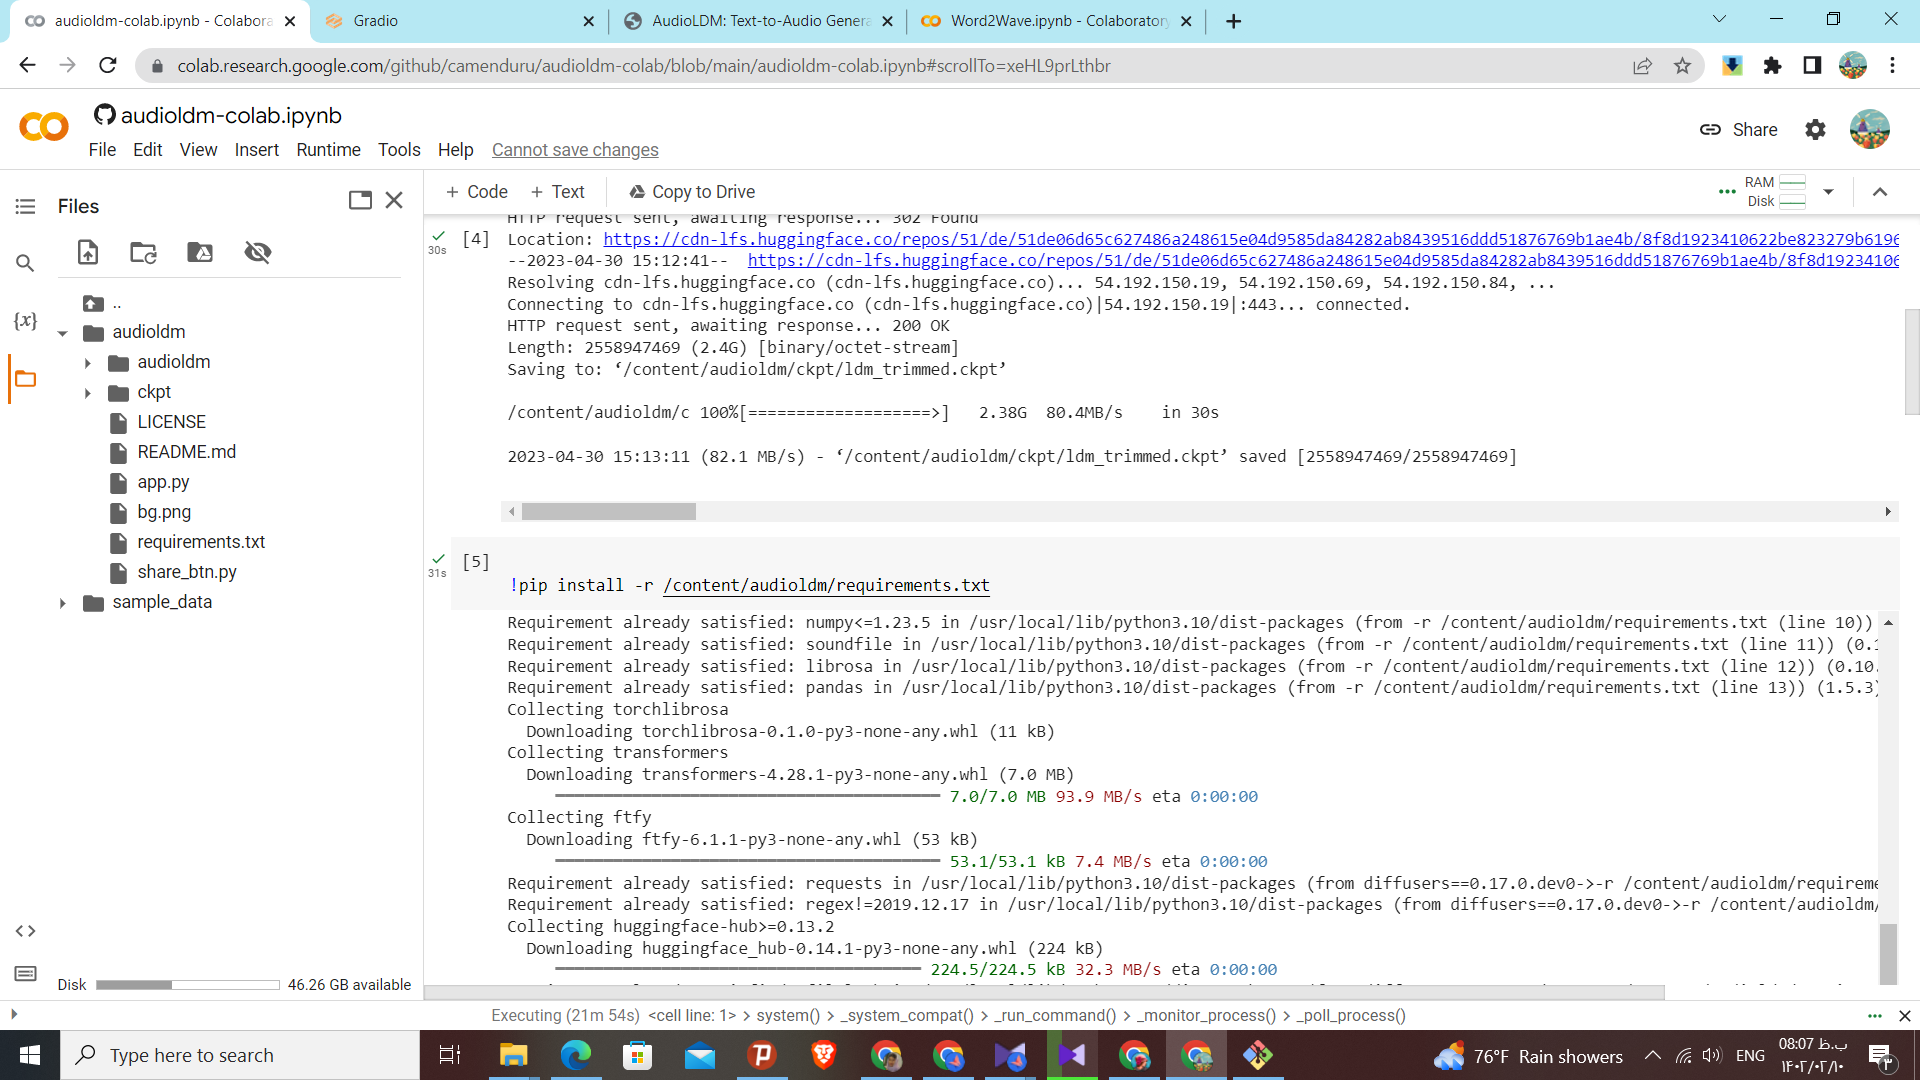 audioldm-colab.ipynb - Colabora
Gradio
AudioLDM: Text-to-Audio Genera
Word2Wave.ipynb - Colaboratory
colab.research.google.com/github/camenduru/audioldm-colab/blob/main/audioldm-colab.ipynb#scrollTo=xeHL9prLthbr
audioldm-colab.ipynb
File Edit View Insert Runtime Tools Help Cannot save changes
Share
Files
+ Code + Text Copy to Drive
RAM
Disk
..
audioldm
audioldm
ckpt
LICENSE
README.md
app.py
bg.png
requirements.txt
share_btn.py
sample_data
{x}
Disk 46.26 GB available
HTTP request sent, awaiting response... 302 Found
30s
[4]
Location: https://cdn-lfs.huggingface.co/repos/51/de/51de06d65c627486a248615e04d9585da84282ab8439516ddd51876769b1ae4b/8f8d1923410622be823279b6196
--2023-04-30 15:12:41-- https://cdn-lfs.huggingface.co/repos/51/de/51de06d65c627486a248615e04d9585da84282ab8439516ddd51876769b1ae4b/8f8d19234106
Resolving cdn-lfs.huggingface.co (cdn-lfs.huggingface.co)... 54.192.150.19, 54.192.150.69, 54.192.150.84, ...
Connecting to cdn-lfs.huggingface.co (cdn-lfs.huggingface.co)|54.192.150.19|:443... connected.
HTTP request sent, awaiting response... 200 OK
Length: 2558947469 (2.4G) [binary/octet-stream]
Saving to: ‘/content/audioldm/ckpt/ldm_trimmed.ckpt’
/content/audioldm/c 100%[===================>] 2.38G 80.4MB/s in 30s
2023-04-30 15:13:11 (82.1 MB/s) - ‘/content/audioldm/ckpt/ldm_trimmed.ckpt’ saved [2558947469/2558947469]
31s
[5]
!pip install -r /content/audioldm/requirements.txt
Requirement already satisfied: numpy<=1.23.5 in /usr/local/lib/python3.10/dist-packages (from -r /content/audioldm/requirements.txt (line 10))
Requirement already satisfied: soundfile in /usr/local/lib/python3.10/dist-packages (from -r /content/audioldm/requirements.txt (line 11)) (0.1
Requirement already satisfied: librosa in /usr/local/lib/python3.10/dist-packages (from -r /content/audioldm/requirements.txt (line 12)) (0.10.
Requirement already satisfied: pandas in /usr/local/lib/python3.10/dist-packages (from -r /content/audioldm/requirements.txt (line 13)) (1.5.3)
Collecting torchlibrosa
Downloading torchlibrosa-0.1.0-py3-none-any.whl (11 kB)
Collecting transformers
Downloading transformers-4.28.1-py3-none-any.whl (7.0 MB)
7.0/7.0 MB 93.9 MB/s eta 0:00:00
Collecting ftfy
Downloading ftfy-6.1.1-py3-none-any.whl (53 kB)
53.1/53.1 kB 7.4 MB/s eta 0:00:00
Requirement already satisfied: requests in /usr/local/lib/python3.10/dist-packages (from diffusers==0.17.0.dev0->-r /content/audioldm/requireme
Requirement already satisfied: regex!=2019.12.17 in /usr/local/lib/python3.10/dist-packages (from diffusers==0.17.0.dev0->-r /content/audioldm/
Collecting huggingface-hub>=0.13.2
Downloading huggingface_hub-0.14.1-py3-none-any.whl (224 kB)
224.5/224.5 kB 32.3 MB/s eta 0:00:00
Executing (21m 54s) <cell line: 1> > system() > _system_compat() > _run_command() > _monitor_process() > _poll_process()
Type here to search
76°F Rain showers
ENG
08:07 ب.ظ
۱۴۰۲/۰۲/۱۰
۳